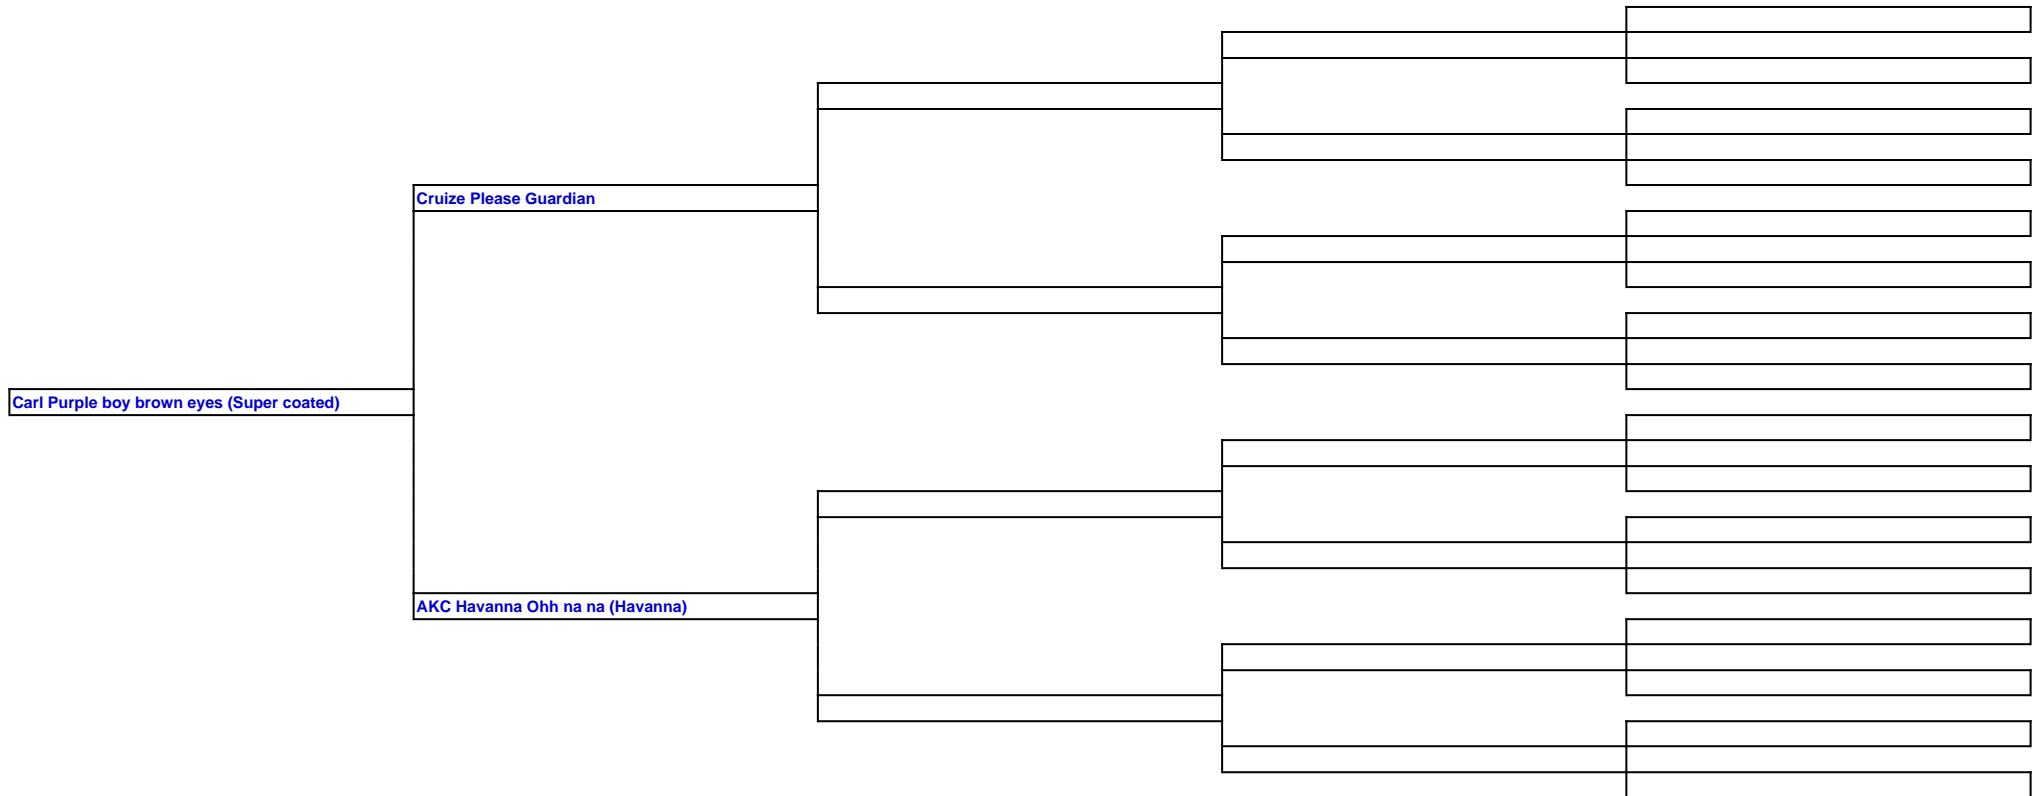 Cruize Please Guardian
Carl Purple boy brown eyes (Super coated)
AKC Havanna Ohh na na (Havanna)